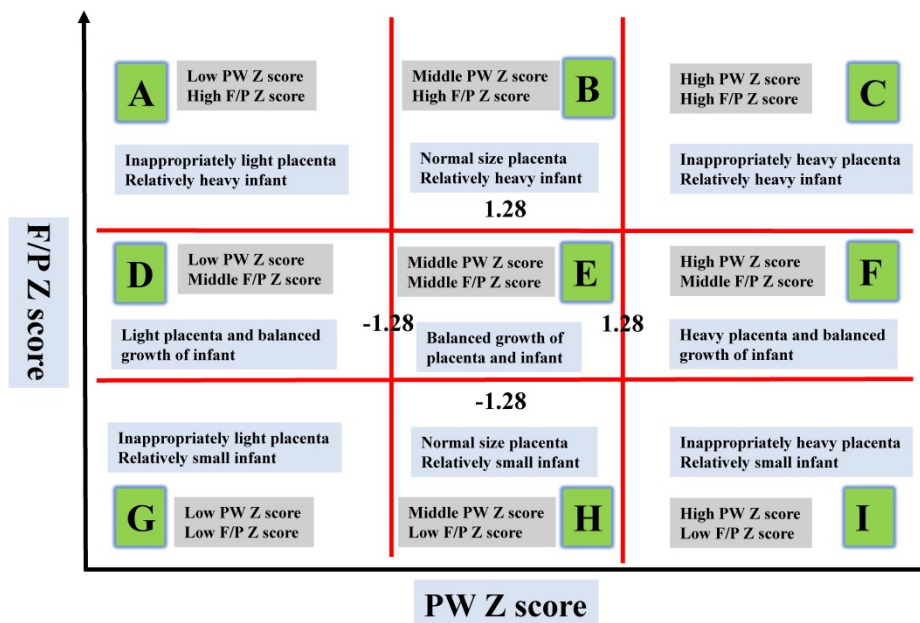 A
Low PW Z score
High F/P Z score
Inappropriately light placenta
Relatively heavy infant
Middle PW Z score
High F/P Z score
B
Normal size placenta
Relatively heavy infant
1.28
High PW Z score
High F/P Z score
C
Inappropriately heavy placenta
Relatively heavy infant
F/P Z score
D
Low PW Z score
Middle F/P Z score
-1.28
Light placenta and balanced
growth of infant
Middle PW Z score
Middle F/P Z score
E
1.28
Balanced growth of
placenta and infant
High PW Z score
Middle F/P Z score
F
Heavy placenta and balanced
growth of infant
-1.28
Inappropriately light placenta
Relatively small infant
G
Low PW Z score
Low F/P Z score
Normal size placenta
Relatively small infant
Middle PW Z score
Low F/P Z score
H
Inappropriately heavy placenta
Relatively small infant
High PW Z score
Low F/P Z score
I
PW Z score